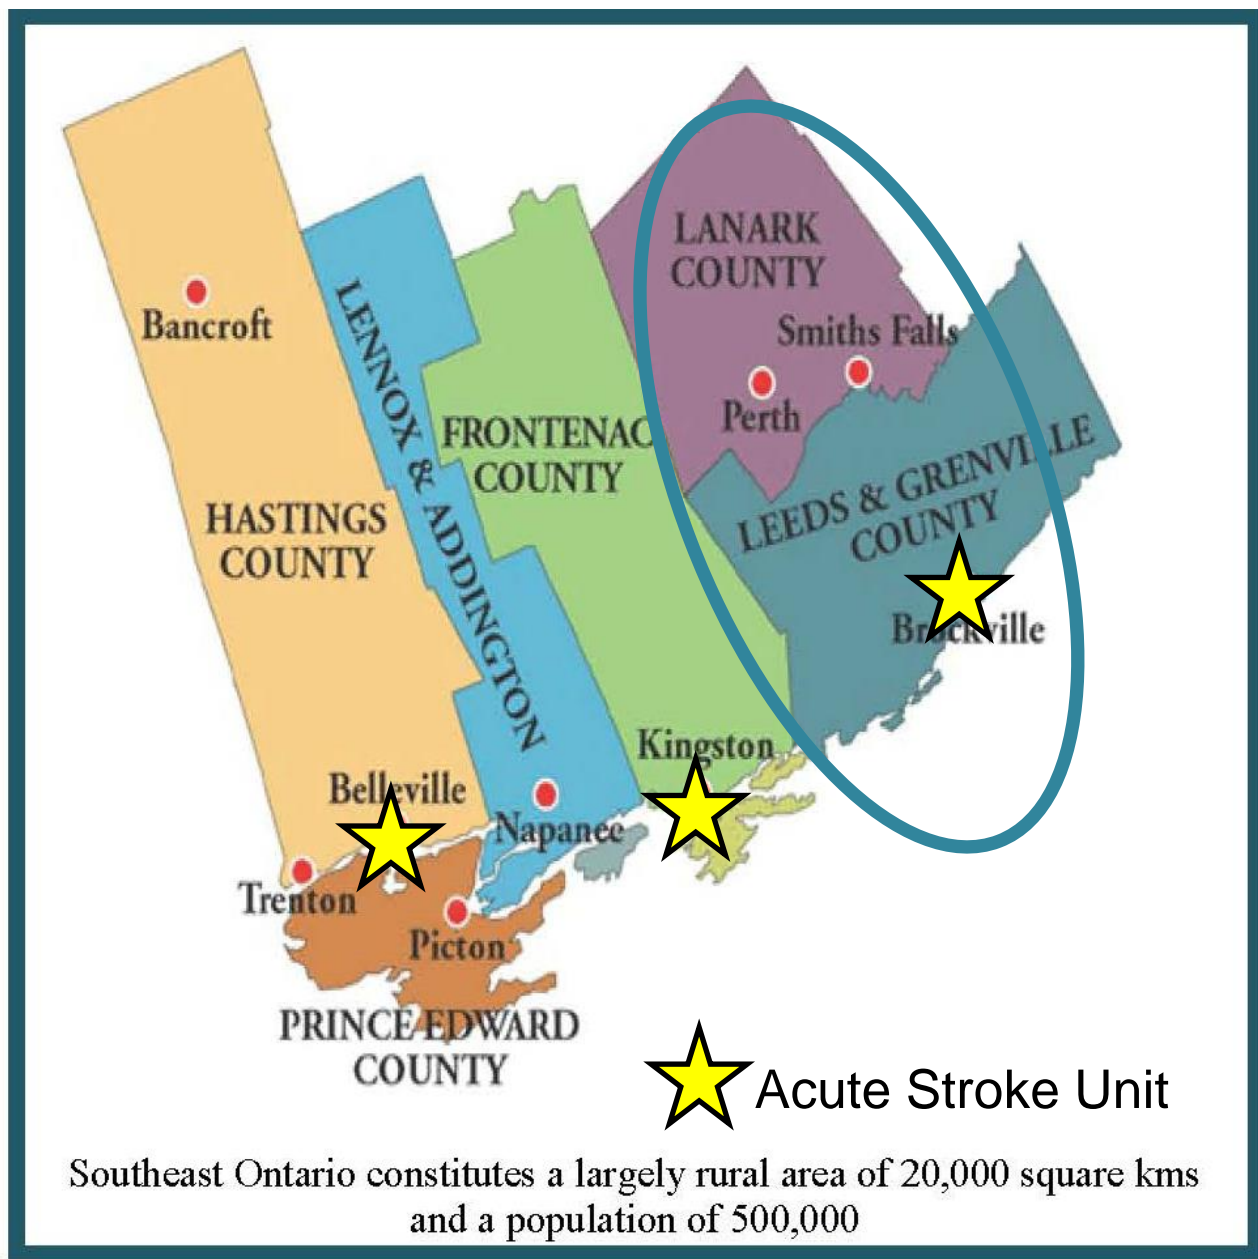 LANARK
COUNTY
Smiths Falls
Bancroft
Perth
LENNOX & ADDINGTON
FRONTENAC
COUNTY
LEEDS & GRENVILLE
COUNTY
HASTINGS
COUNTY
Brockville
Kingston
Belleville
Napanee
Trenton
Picton
PRINCE EDWARD
COUNTY
Acute Stroke Unit
Southeast Ontario constitutes a largely rural area of 20,000 square kms
and a population of 500,000